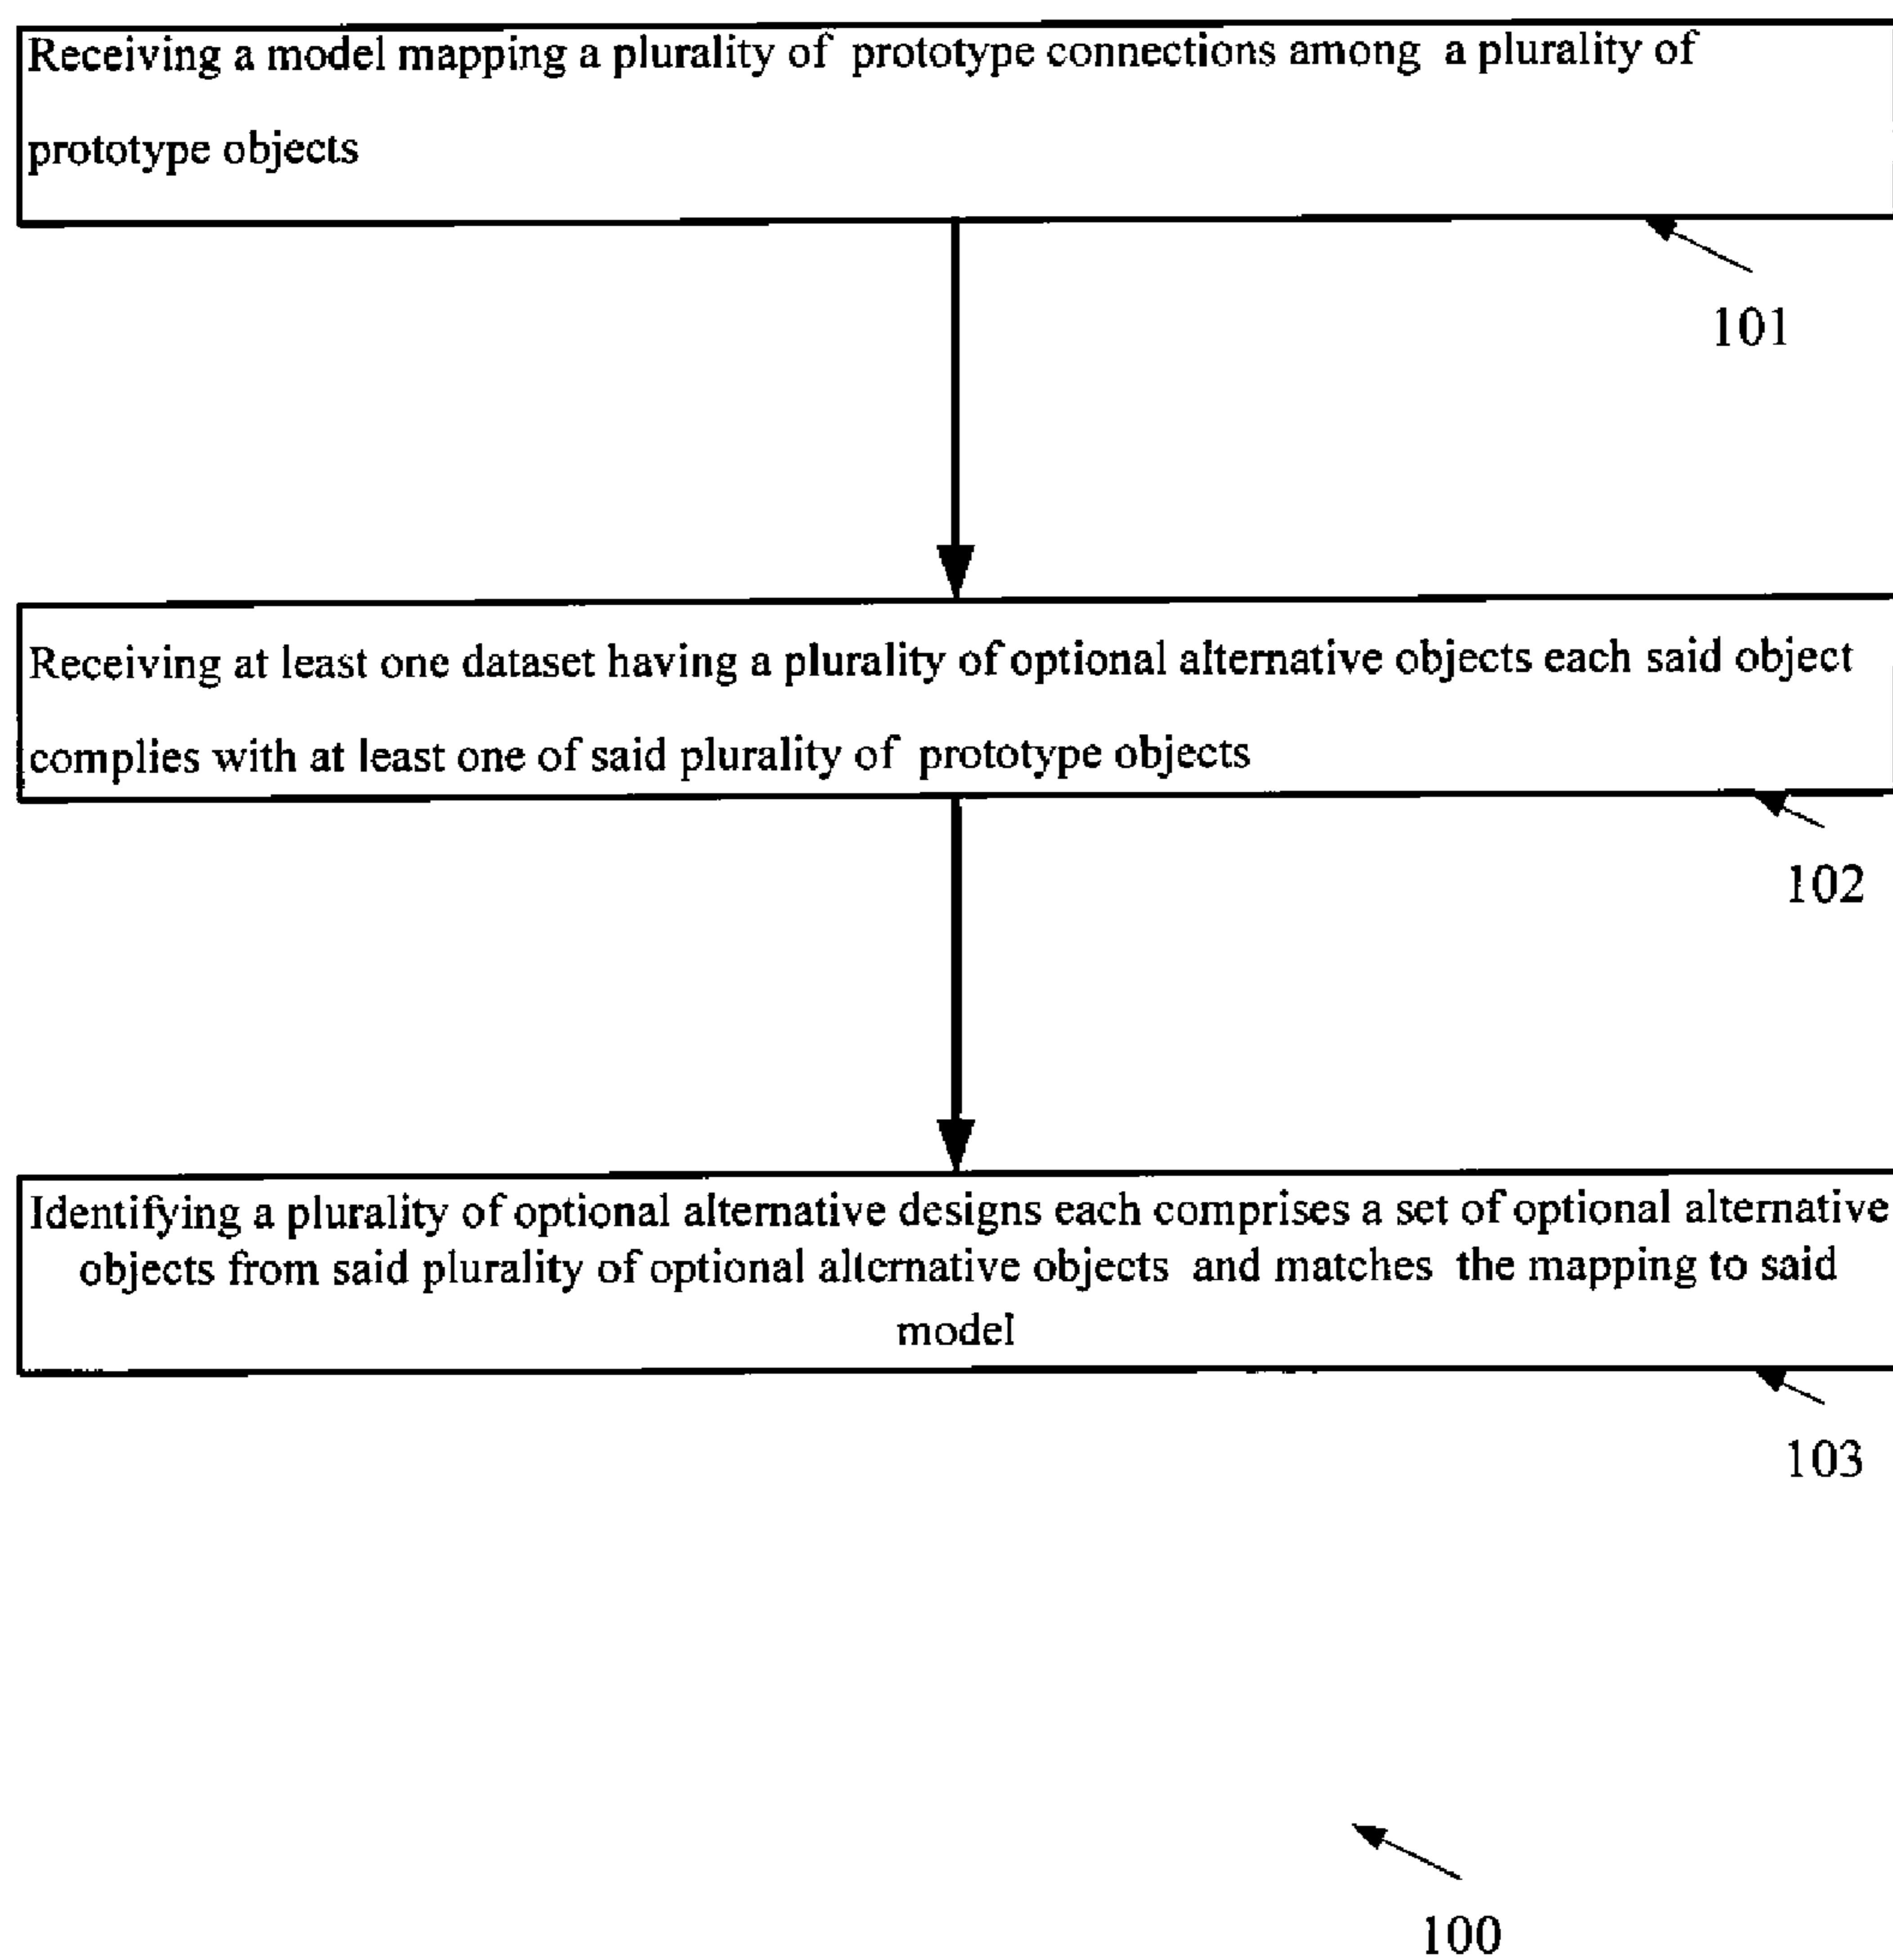 Receiving a model mapping a plurality of prototype connections among a plurality of
prototype objects
101
Receiving at least one dataset having a plurality of optional alternative objects each said object
complies with at least one of said plurality of prototype objects
102
Identifying a plurality of optional alternative designs each comprises a set of optional alternative
objects from said plurality of optional alternative objects and matches the mapping to said
model
103
100